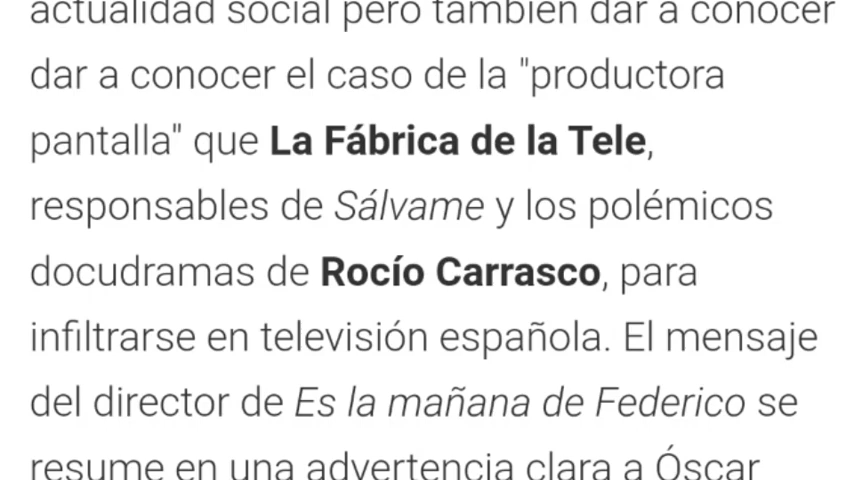 actualidad social pero también dar a conocer
dar a conocer el caso de la "productora
pantalla" que La Fábrica de la Tele,
responsables de Sálvame y los polémicos
docudramas de Rocío Carrasco, para
infiltrarse en televisión española. El mensaje
del director de Es la mañana de Federico se
resume en una advertencia clara a Óscar